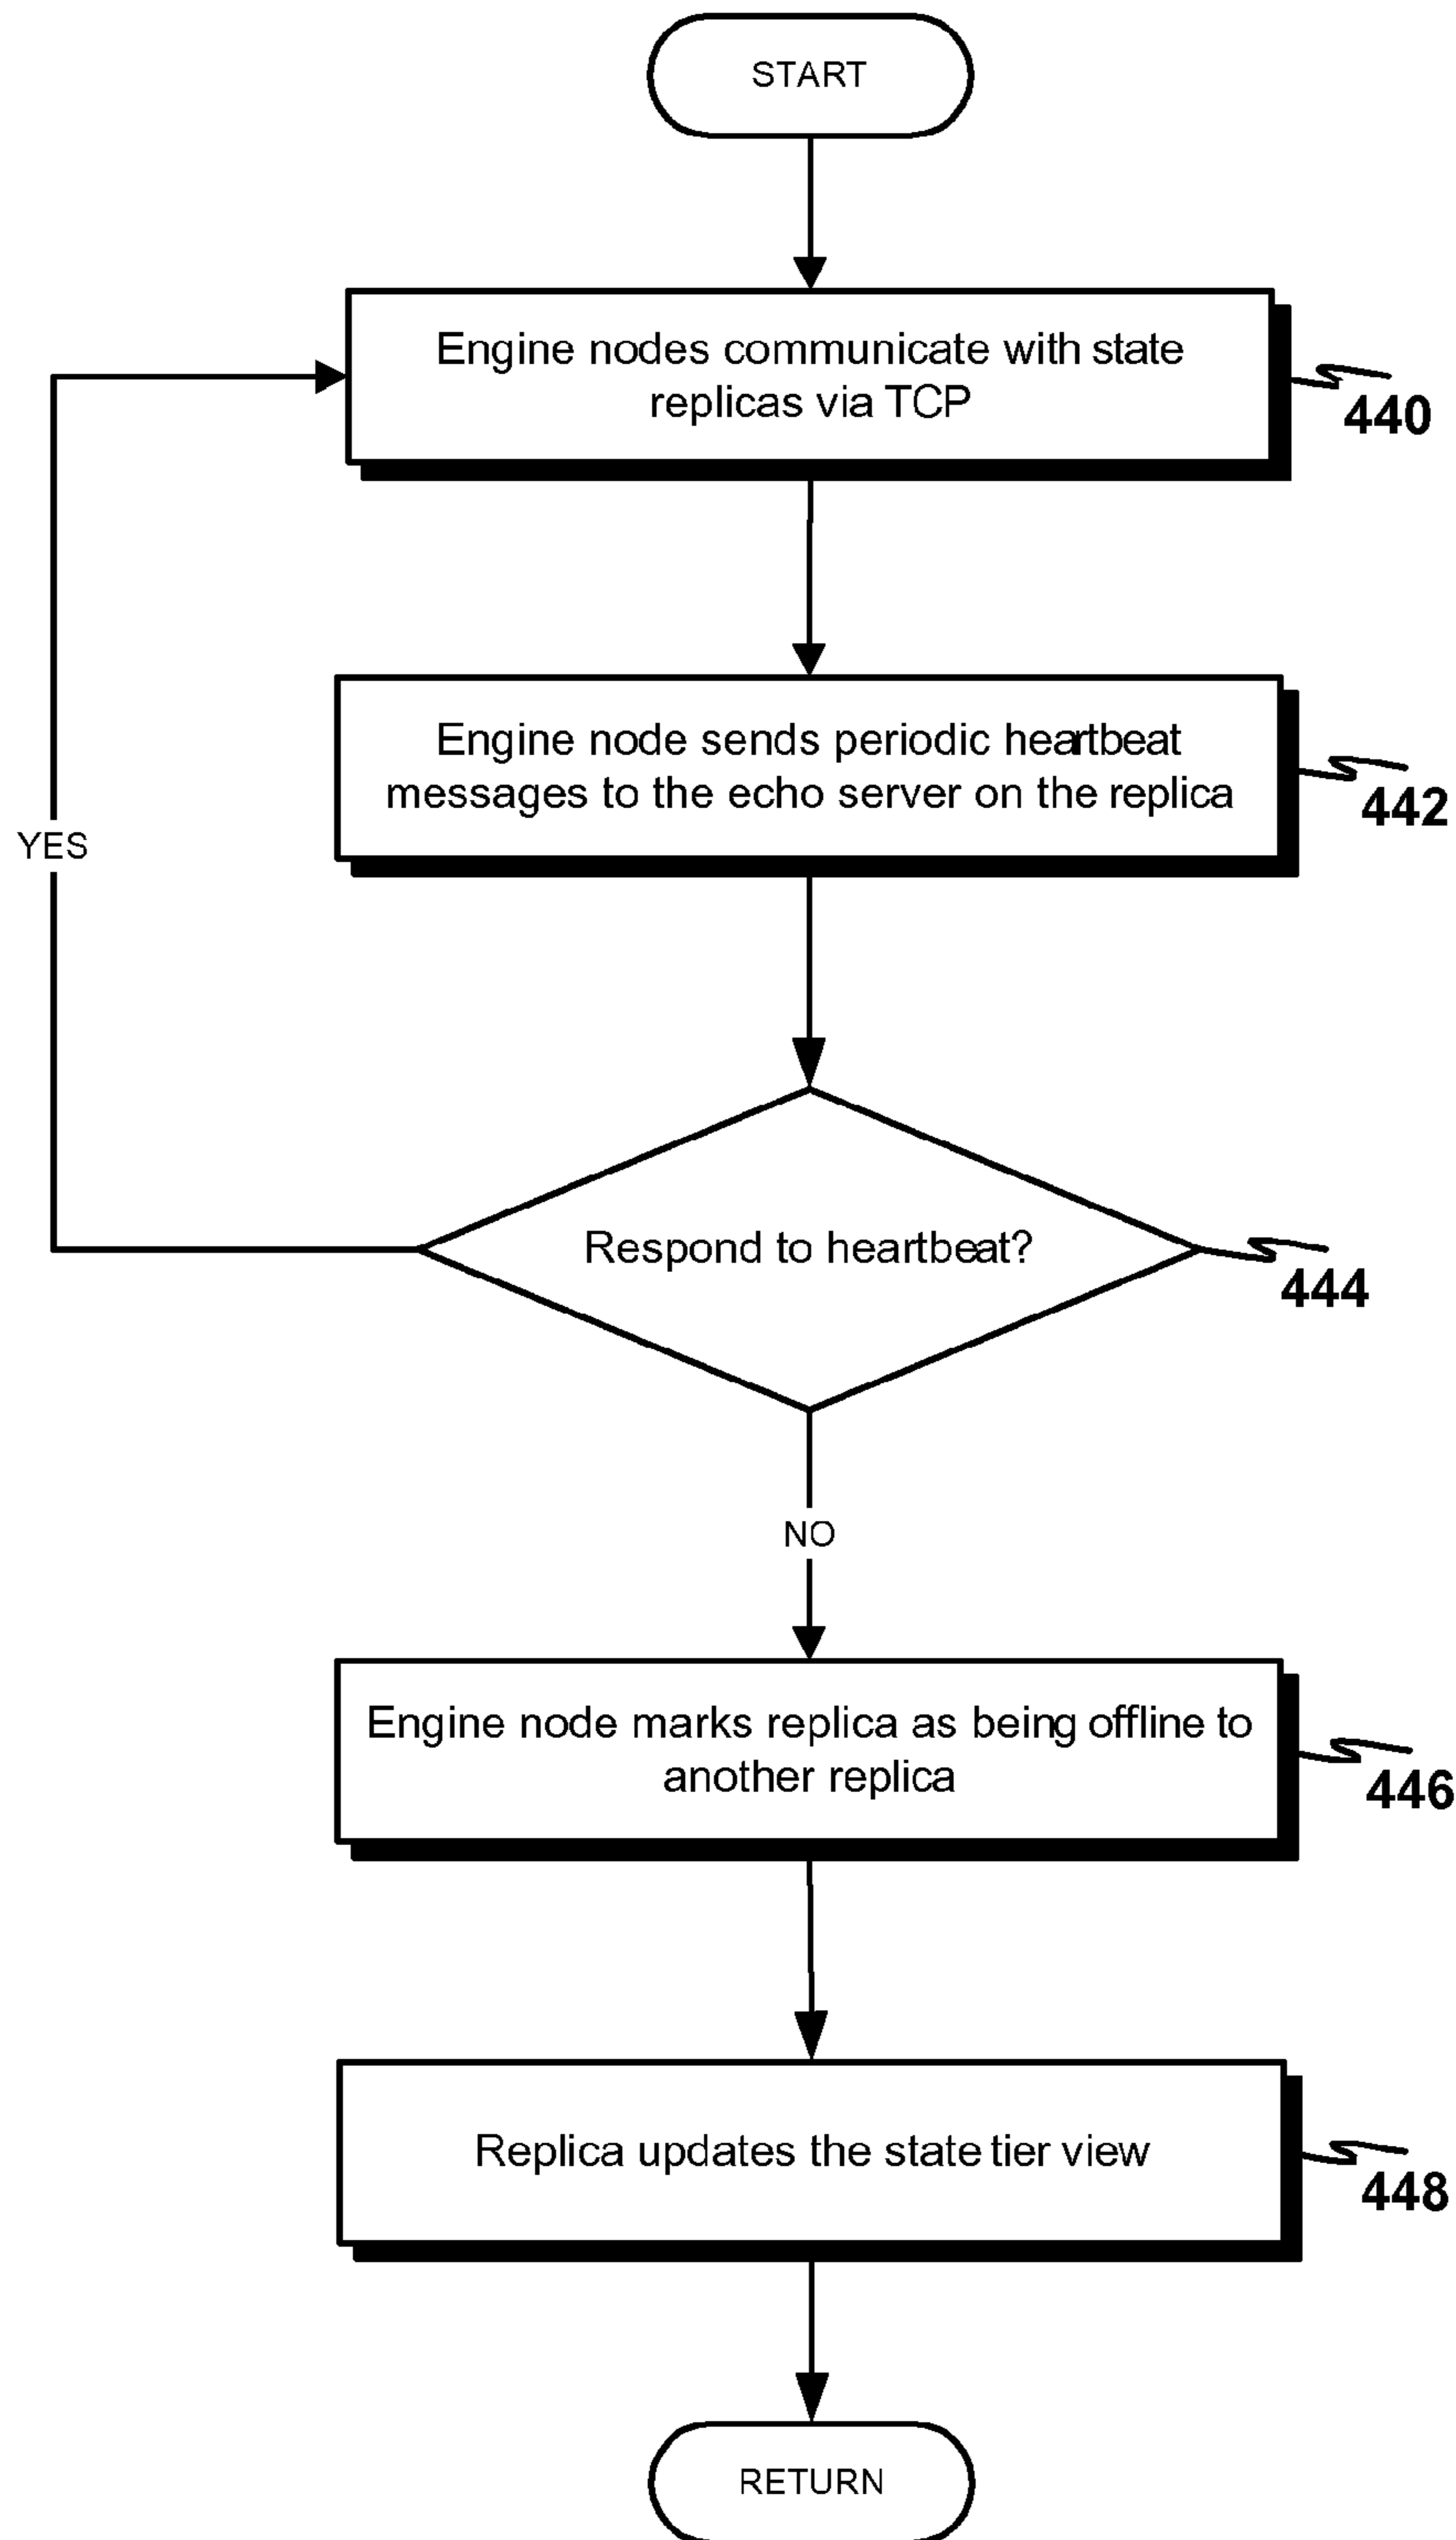 START
Engine nodes communicate with state
replicas via TCP
440
Engine node sends periodic heartbeat
messages to the echo server on the replica
442
YES
Respond to heartbeat?
444
NO
Engine node marks replica as being offline to
another replica
446
Replica updates the state tier view
448
RETURN